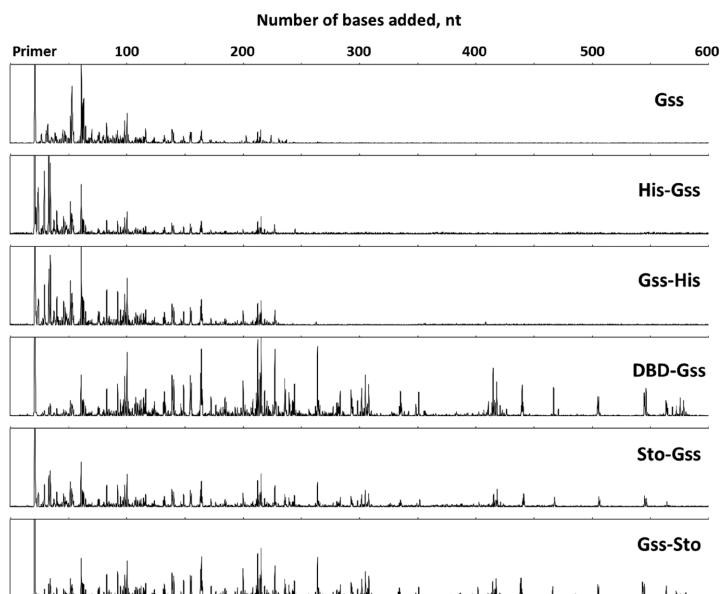 Number of bases added, nt
Primer 100 200 300 400 500 600
Gss
His-Gss
Gss-His
DBD-Gss
Sto-Gss
Gss-Sto